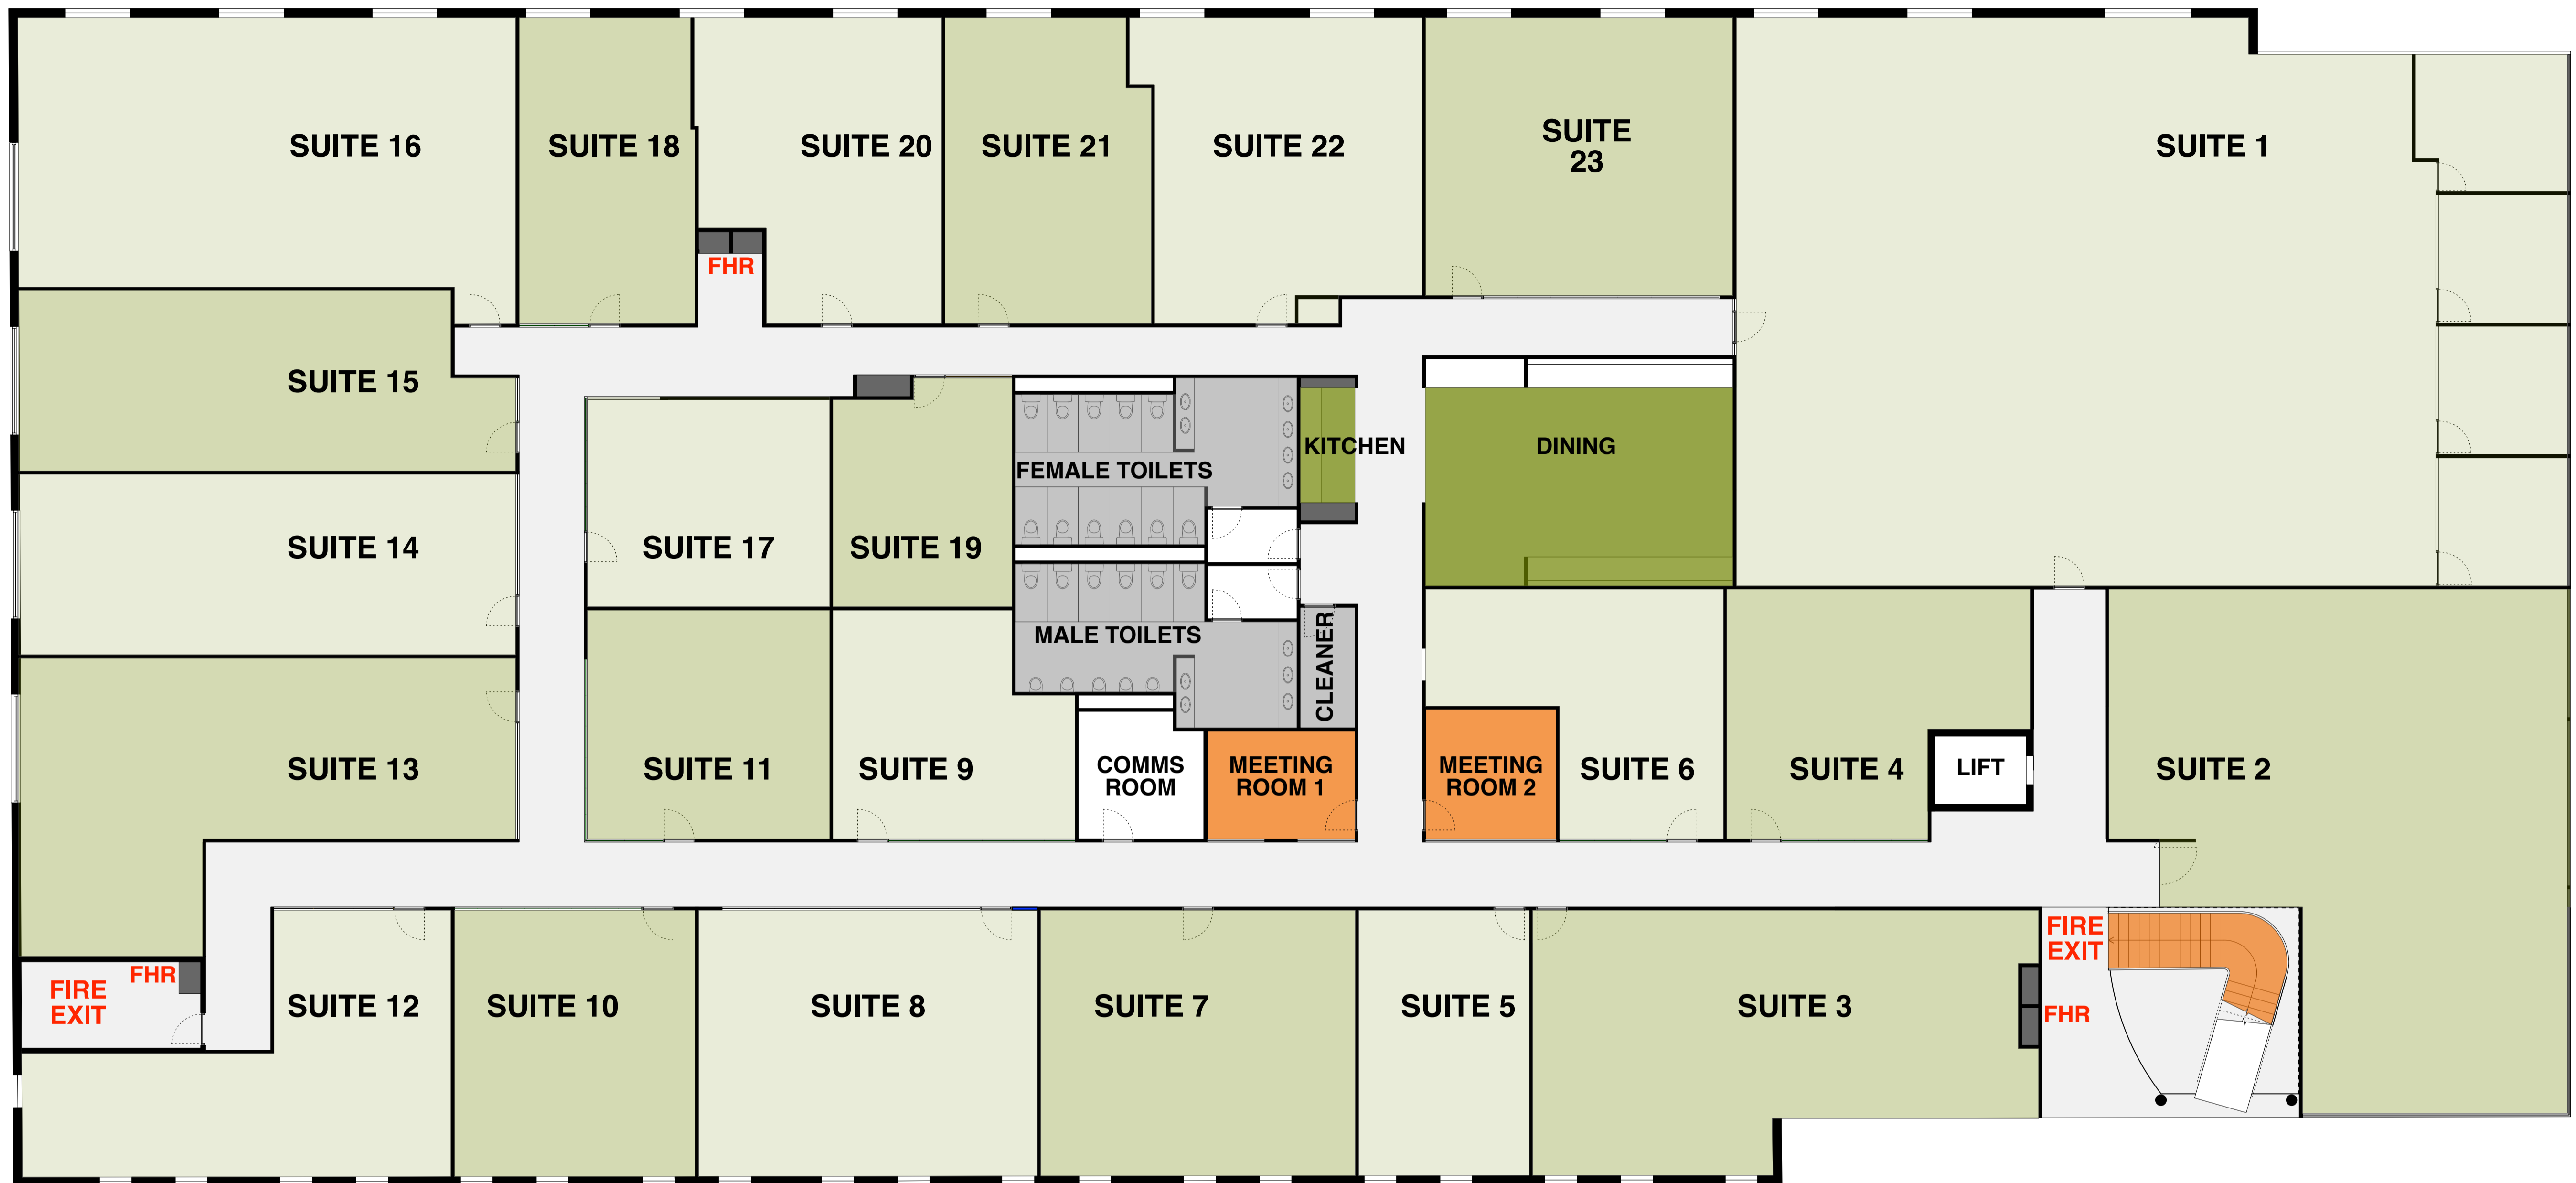 SUITE 16
SUITE 18
SUITE 20
SUITE 21
SUITE 22
SUITE
23
SUITE 1
FHR
SUITE 15
KITCHEN
DINING
FEMALE TOILETS
SUITE 14
SUITE 17
SUITE 19
MALE TOILETS
CLEANER
SUITE 13
SUITE 11
SUITE 9
COMMS
ROOM
MEETING
ROOM 1
MEETING
ROOM 2
SUITE 6
SUITE 4
LIFT
SUITE 2
FIRE
EXIT
FHR
SUITE 12
SUITE 10
SUITE 8
SUITE 7
SUITE 5
SUITE 3
FIRE
EXIT
FHR